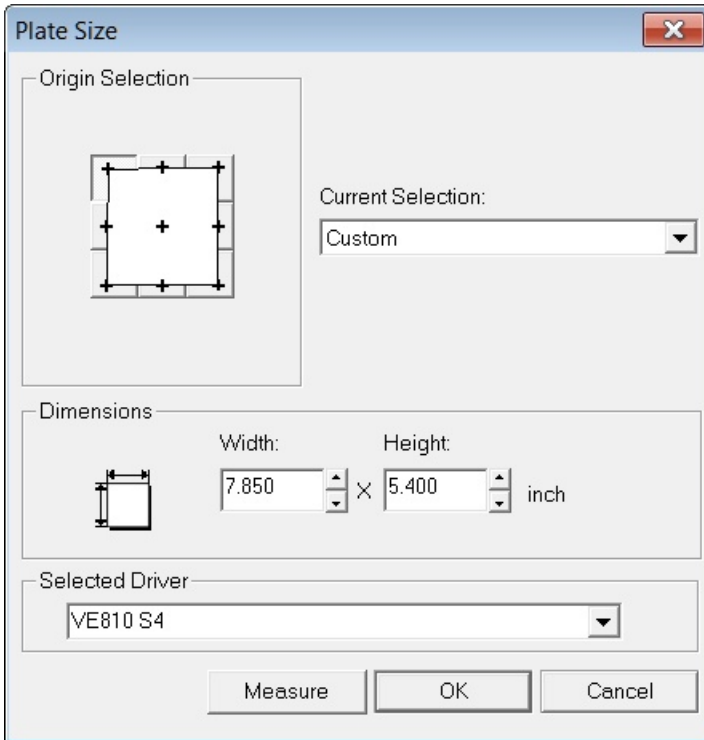 Plate Size
Origin Selection
Current Selection:
Custom
Dimensions
Width: Height:
7.850 X 5.400 inch
Selected Driver
VE810 S4
Measure OK Cancel